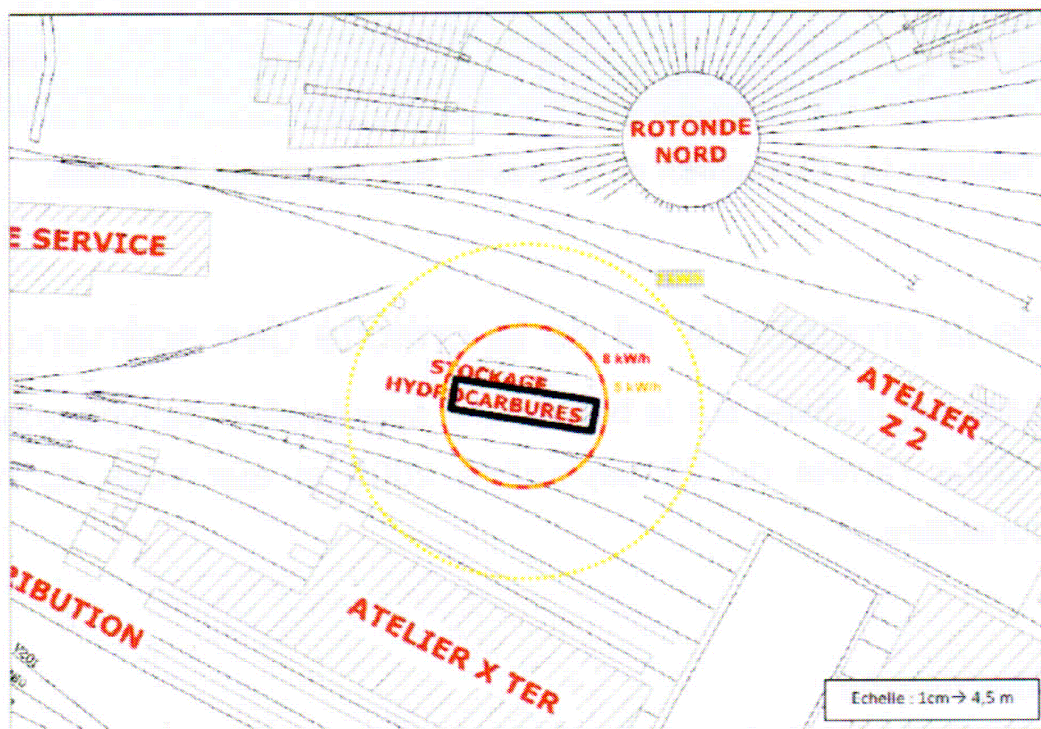 ROTONDE
NORD
E SERVICE
8 kW/h
5 kW/h
STOCKAGE
HYDROCARBURES
ATELIER
Z 2
RIBUTION
ATELIER X TER
Echelle : 1cm→ 4,5 m